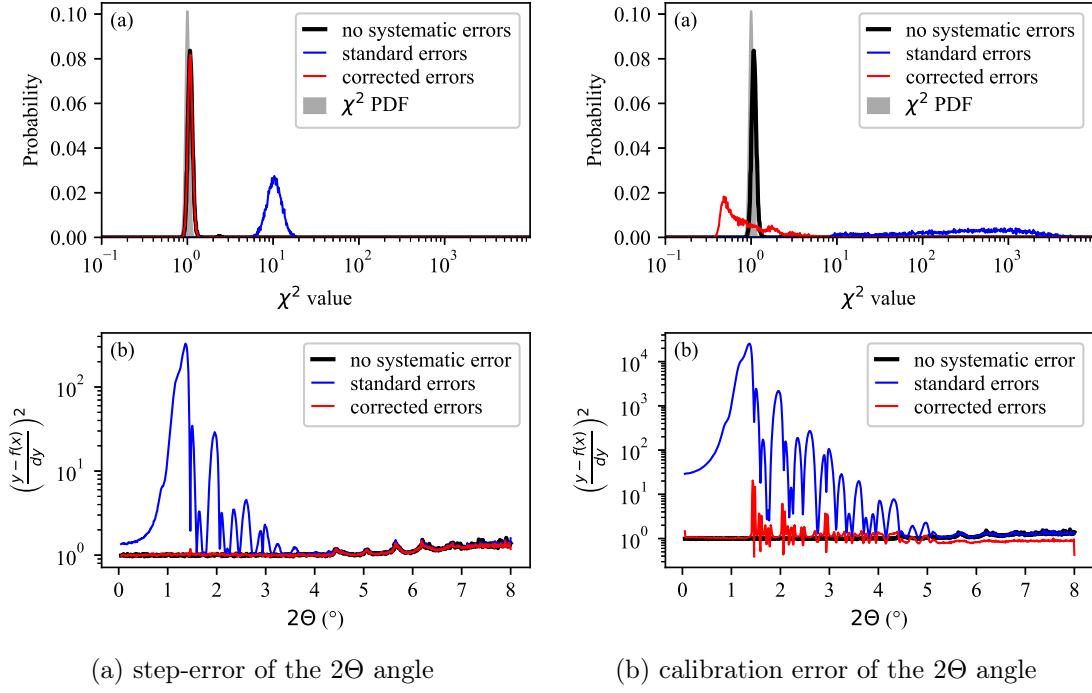 (a)
no systematic errors
standard errors
corrected errors
χ² PDF
Probability
0.10
0.08
0.06
0.04
0.02
0.00
10⁻¹ 10⁰ 10¹ 10² 10³
χ² value
(a)
no systematic errors
standard errors
corrected errors
χ² PDF
Probability
0.10
0.08
0.06
0.04
0.02
0.00
10⁻¹ 10⁰ 10¹ 10² 10³
χ² value
(b)
no systematic error
standard errors
corrected errors
((y − f(x))/dy)²
10²
10¹
10⁰
0 1 2 3 4 5 6 7 8
2Θ (°)
(b)
no systematic error
standard errors
corrected errors
((y − f(x))/dy)²
10⁴
10³
10²
10¹
10⁰
0 1 2 3 4 5 6 7 8
2Θ (°)
(a) step-error of the 2Θ angle
(b) calibration error of the 2Θ angle